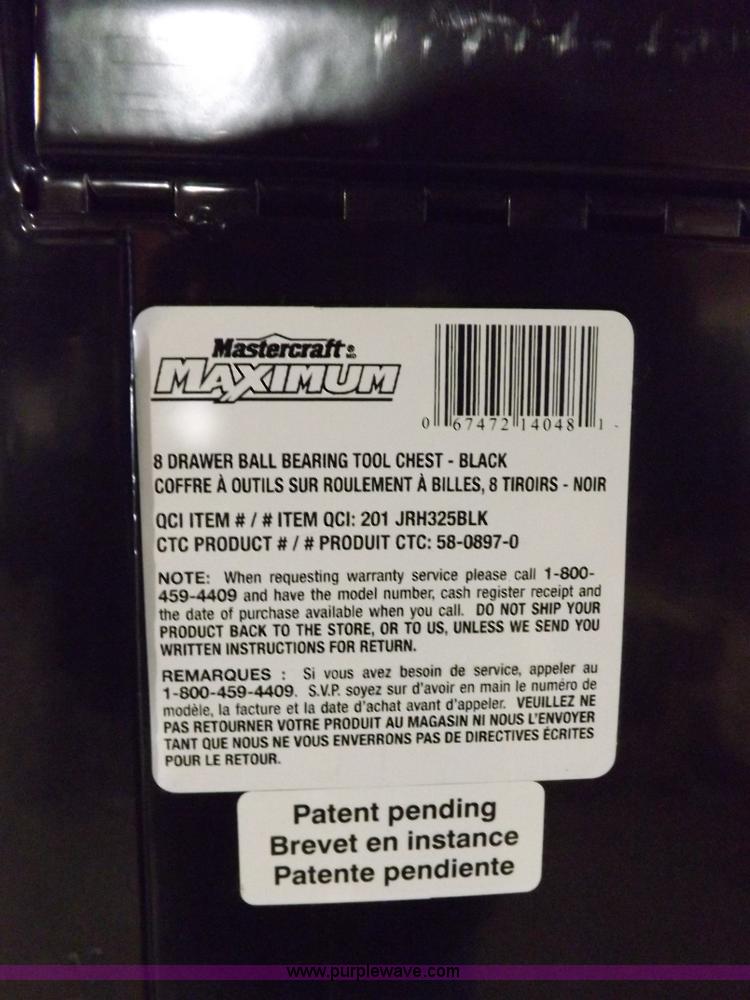 Mastercraft® MD
MAXIMUM
0 67472 14048 1
8 DRAWER BALL BEARING TOOL CHEST - BLACK
COFFRE À OUTILS SUR ROULEMENT À BILLES, 8 TIROIRS - NOIR
QCI ITEM # / # ITEM QCI: 201 JRH325BLK
CTC PRODUCT # / # PRODUIT CTC: 58-0897-0
NOTE: When requesting warranty service please call 1-800-
459-4409 and have the model number, cash register receipt and
the date of purchase available when you call. DO NOT SHIP YOUR
PRODUCT BACK TO THE STORE, OR TO US, UNLESS WE SEND YOU
WRITTEN INSTRUCTIONS FOR RETURN.
REMARQUES : Si vous avez besoin de service, appeler au
1-800-459-4409. S.V.P. soyez sur d'avoir en main le numéro de
modèle, la facture et la date d'achat avant d'appeler. VEUILLEZ NE
PAS RETOURNER VOTRE PRODUIT AU MAGASIN NI NOUS L'ENVOYER
TANT QUE NOUS NE VOUS ENVERRONS PAS DE DIRECTIVES ÉCRITES
POUR LE RETOUR.
Patent pending
Brevet en instance
Patente pendiente
www.purplewave.com